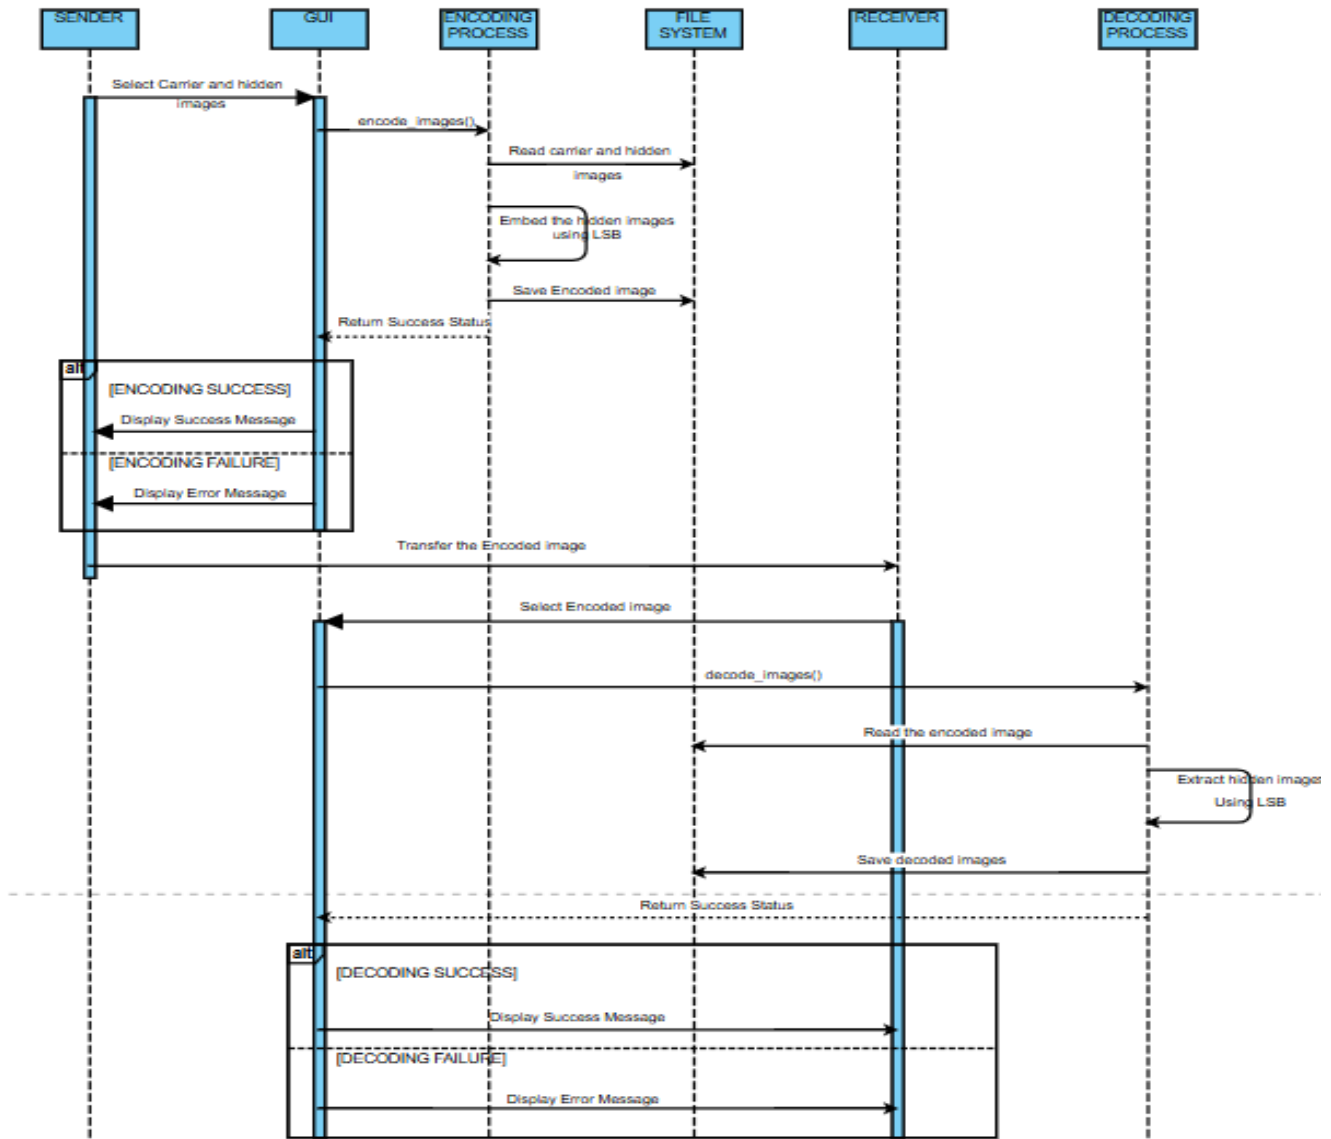 SENDER
GUI
ENCODING
PROCESS
FILE
SYSTEM
RECEIVER
DECODING
PROCESS
Select Carrier and hidden
images
encode_images()
Read carrier and hidden
images
Embed the hidden images
using LSB
Save Encoded image
Return Success Status
alt
[ENCODING SUCCESS]
Display Success Message
[ENCODING FAILURE]
Display Error Message
Transfer the Encoded image
Select Encoded image
decode_images()
Read the encoded image
Extract hidden images
Using LSB
Save decoded images
Return Success Status
alt
[DECODING SUCCESS]
Display Success Message
[DECODING FAILURE]
Display Error Message